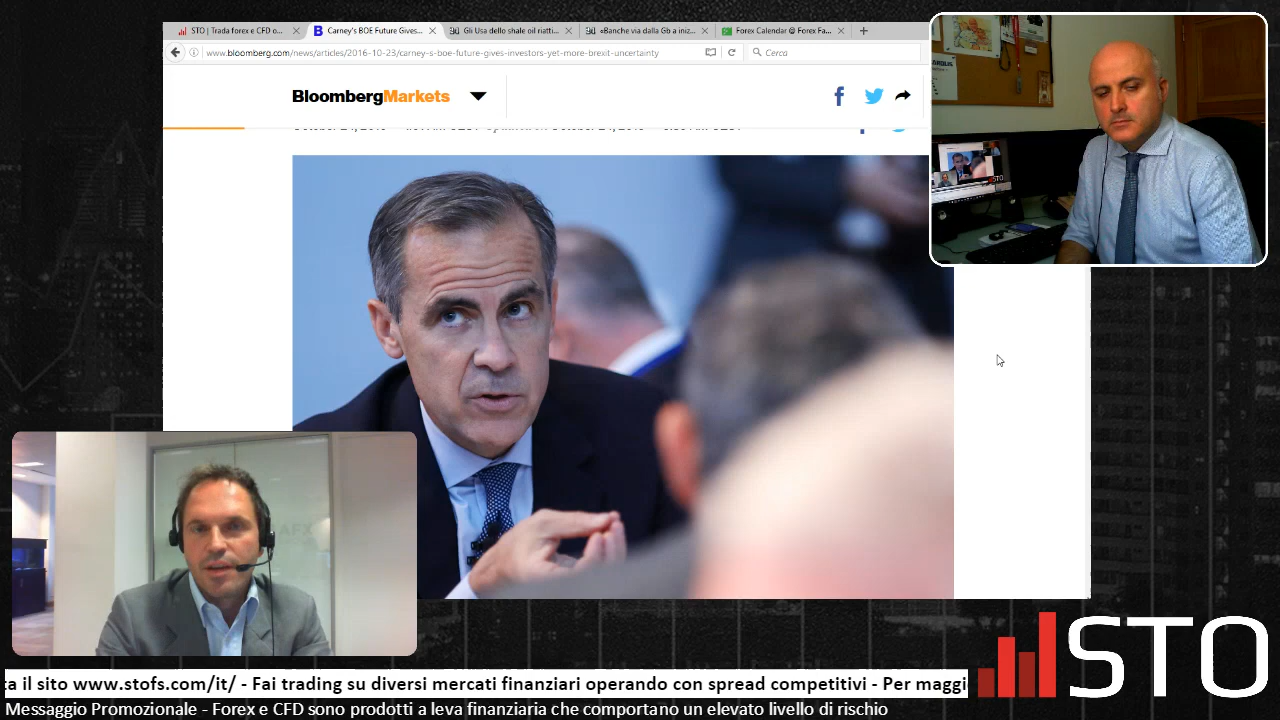 STO | Trada forex e CFD o...
Carney's BOE Future Gives...
Gli Usa dello shale oil riatti...
«Banche via dalla Gb a iniz...
Forex Calendar @ Forex Fa...
www.bloomberg.com/news/articles/2016-10-23/carney-s-boe-future-gives-investors-yet-more-brexit-uncertainty
Cerca
BloombergMarkets
STO
ta il sito www.stofs.com/it/ - Fai trading su diversi mercati finanziari operando con spread competitivi - Per maggi
Messaggio Promozionale - Forex e CFD sono prodotti a leva finanziaria che comportano un elevato livello di rischio